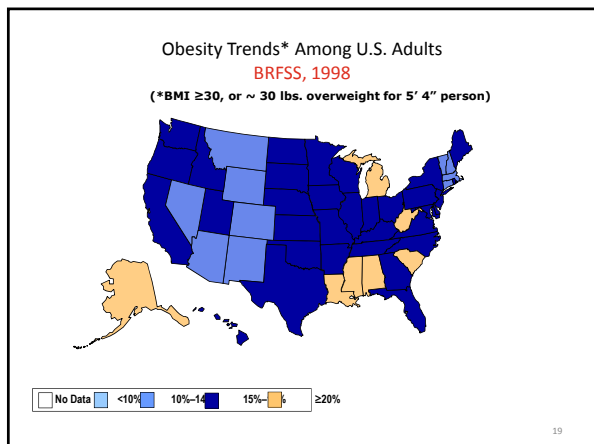 Obesity Trends* Among U.S. Adults
BRFSS, 1998
(*BMI ≥30, or ~ 30 lbs. overweight for 5’ 4” person)
No Data <10% 10%–14 15%– % ≥20%
19